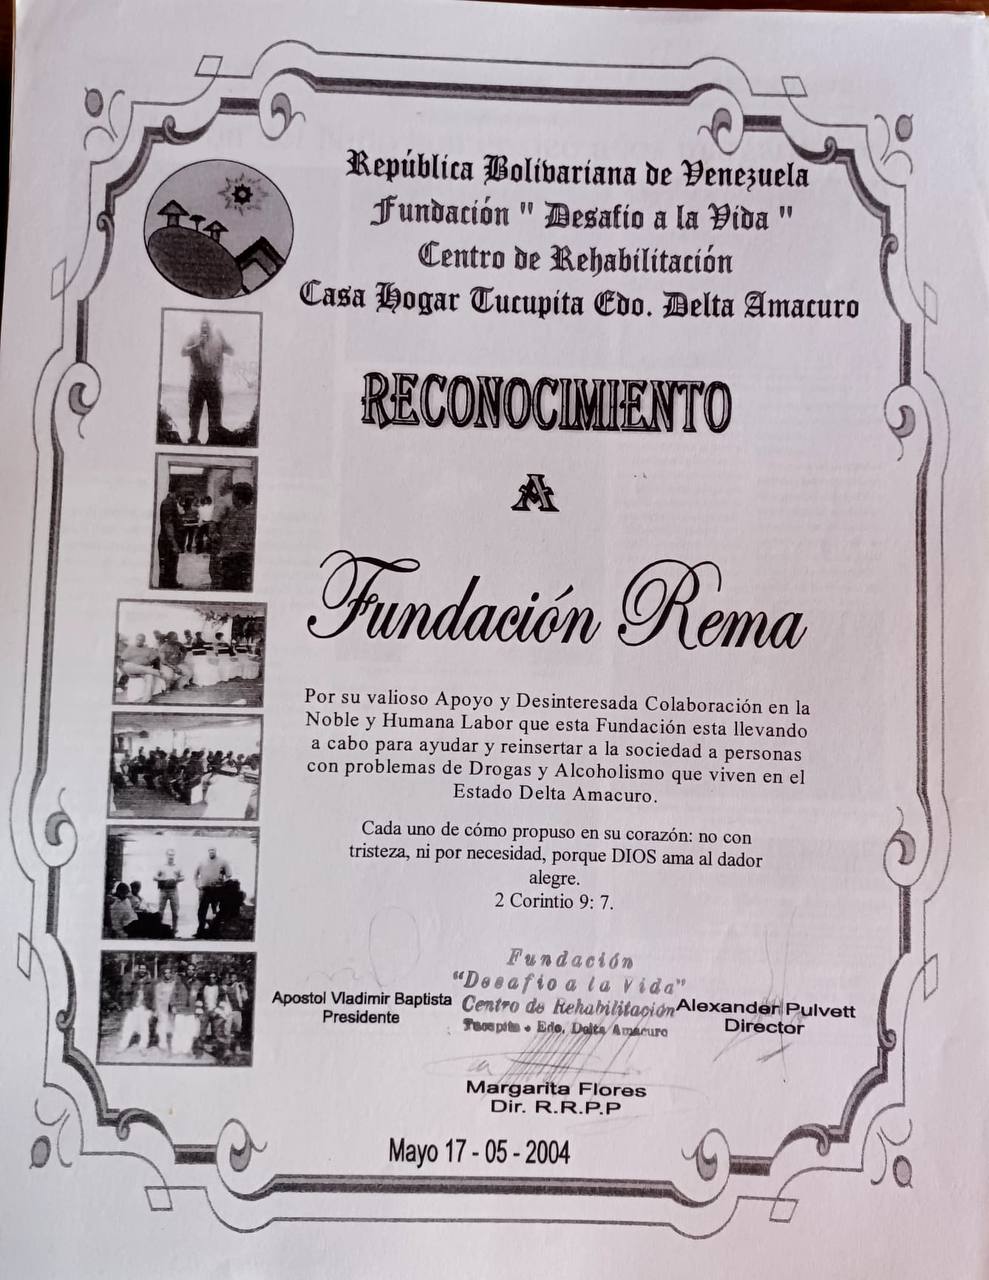 República Bolivariana de Venezuela
Fundación " Desafío a la Vida "
Centro de Rehabilitación
Casa Hogar Tucupita Edo. Delta Amacuro
RECONOCIMIENTO
A
Fundación Rema
Por su valioso Apoyo y Desinteresada Colaboración en la
Noble y Humana Labor que esta Fundación esta llevando
a cabo para ayudar y reinsertar a la sociedad a personas
con problemas de Drogas y Alcoholismo que viven en el
Estado Delta Amacuro.
Cada uno de cómo propuso en su corazón: no con
tristeza, ni por necesidad, porque DIOS ama al dador
alegre.
2 Corintio 9: 7.
Fundación
"Desafío a la Vida"
Centro de Rehabilitación
Tucupita • Edo. Delta Amacuro
Apostol Vladimir Baptista
Presidente
Alexander Pulvett
Director
Margarita Flores
Dir. R.R.P.P
Mayo 17 - 05 - 2004